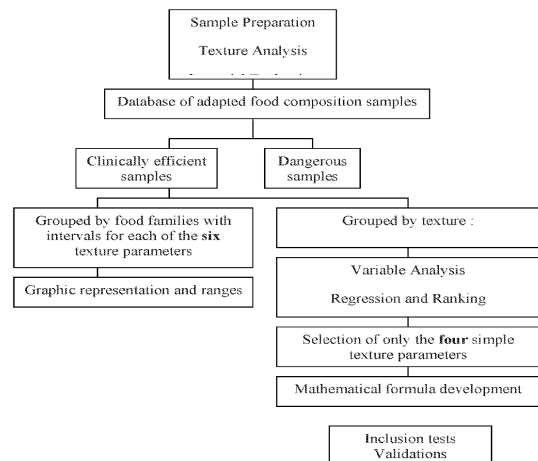 Sample Preparation
Texture Analysis
Database of adapted food composition samples
Clinically efficient
samples
Dangerous
samples
Grouped by food families with
intervals for each of the six
texture parameters
Graphic representation and ranges
Grouped by texture :
Variable Analysis
Regression and Ranking
Selection of only the four simple
texture parameters
Mathematical formula development
Inclusion tests
Validations